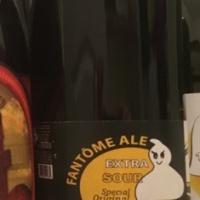 FANTÔME ALE
EXTRA
SOUR
Special
Original